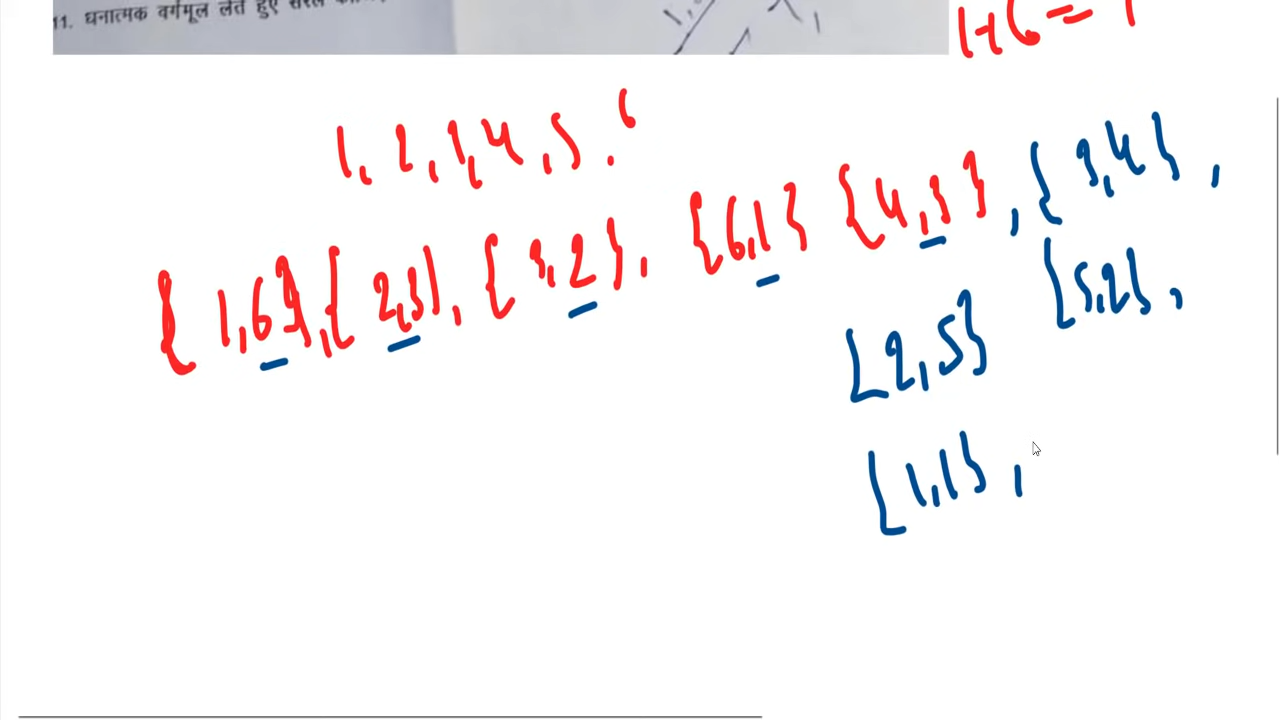 11. धनात्मक वर्गमूल लेते हुए सरल
1+6=
1, 2, 3, 4, 5, 6
{1,6}, {2,3}, {3,2}, {6,1} {4,3}, {3,4},
{2,5} {5,2},
{1,1},